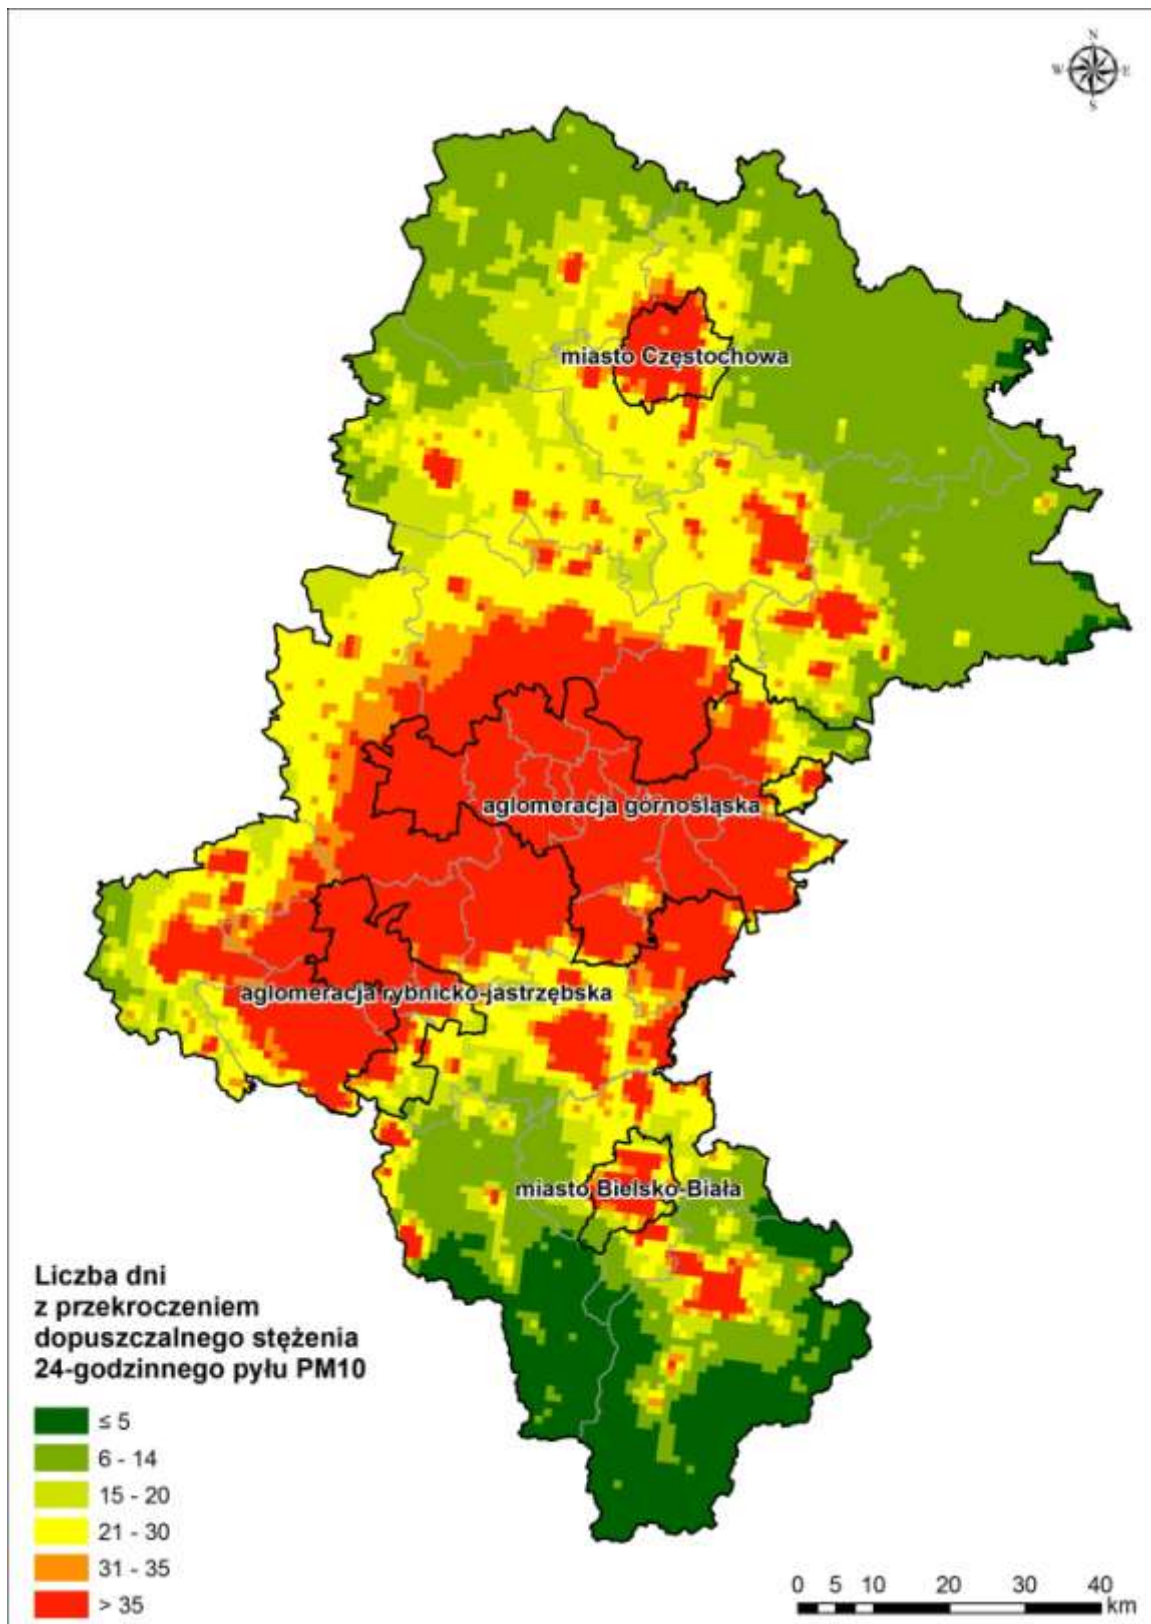 N
W E
S
miasto Częstochowa
aglomeracja górnośląska
aglomeracja rybnicko-jastrzębska
miasto Bielsko-Biała
Liczba dni
z przekroczeniem
dopuszczalnego stężenia
24-godzinnego pyłu PM10
≤ 5
6 - 14
15 - 20
21 - 30
31 - 35
> 35
0 5 10 20 30 40
km